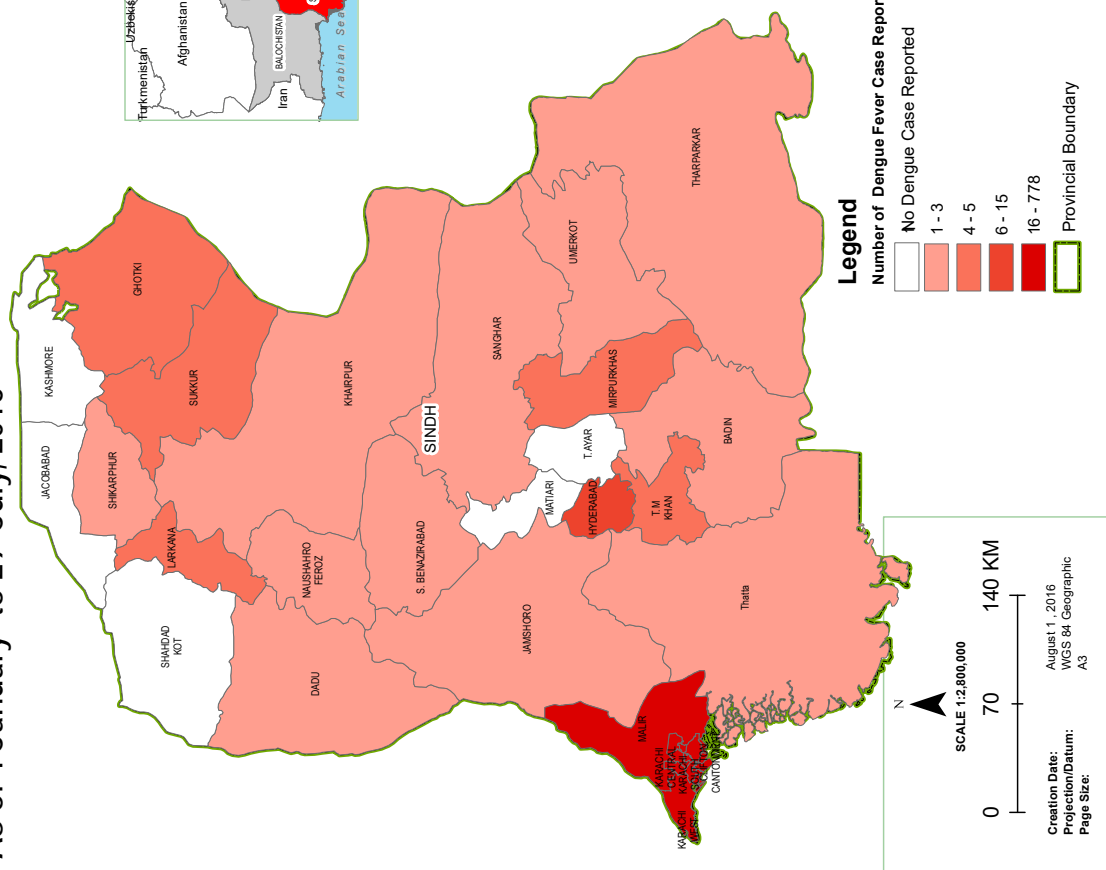 Uzbekis
Turkmenistan
Afghanistan
BALOCHISTAN
Iran
Arabian Sea
S
KASHMORE
GHOTKI
JACOBABAD
SHIKARPHUR
SUKKUR
LARKANA
SHAHDAD
KOT
KHAIRPUR
NAUSHAHRO
FEROZ
DADU
SINDH
S. BENAZIRABAD
SANGHAR
UMERKOT
THARPARKAR
MIRPURKHAS
T. AYAR
MATIARI
HYDERABAD
T.M
KHAN
BADIN
JAMSHORO
Thatta
MALIR
KARACHI
CENTRAL
KARACHI
SOUTH
KARACHI
WEST
Legend
Number of Dengue Fever Case Repor
No Dengue Case Reported
1 - 3
4 - 5
6 - 15
16 - 778
Provincial Boundary
N
SCALE 1:2,800,000
0 70 140 KM
Creation Date: August 1 , 2016
Projection/Datum: WGS 84 Geographic
Page Size: A3